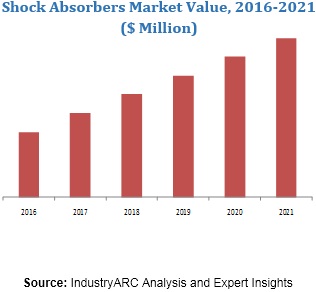 Shock Absorbers Market Value, 2016-2021
($ Million)
2016 2017 2018 2019 2020 2021
Source: IndustryARC Analysis and Expert Insights